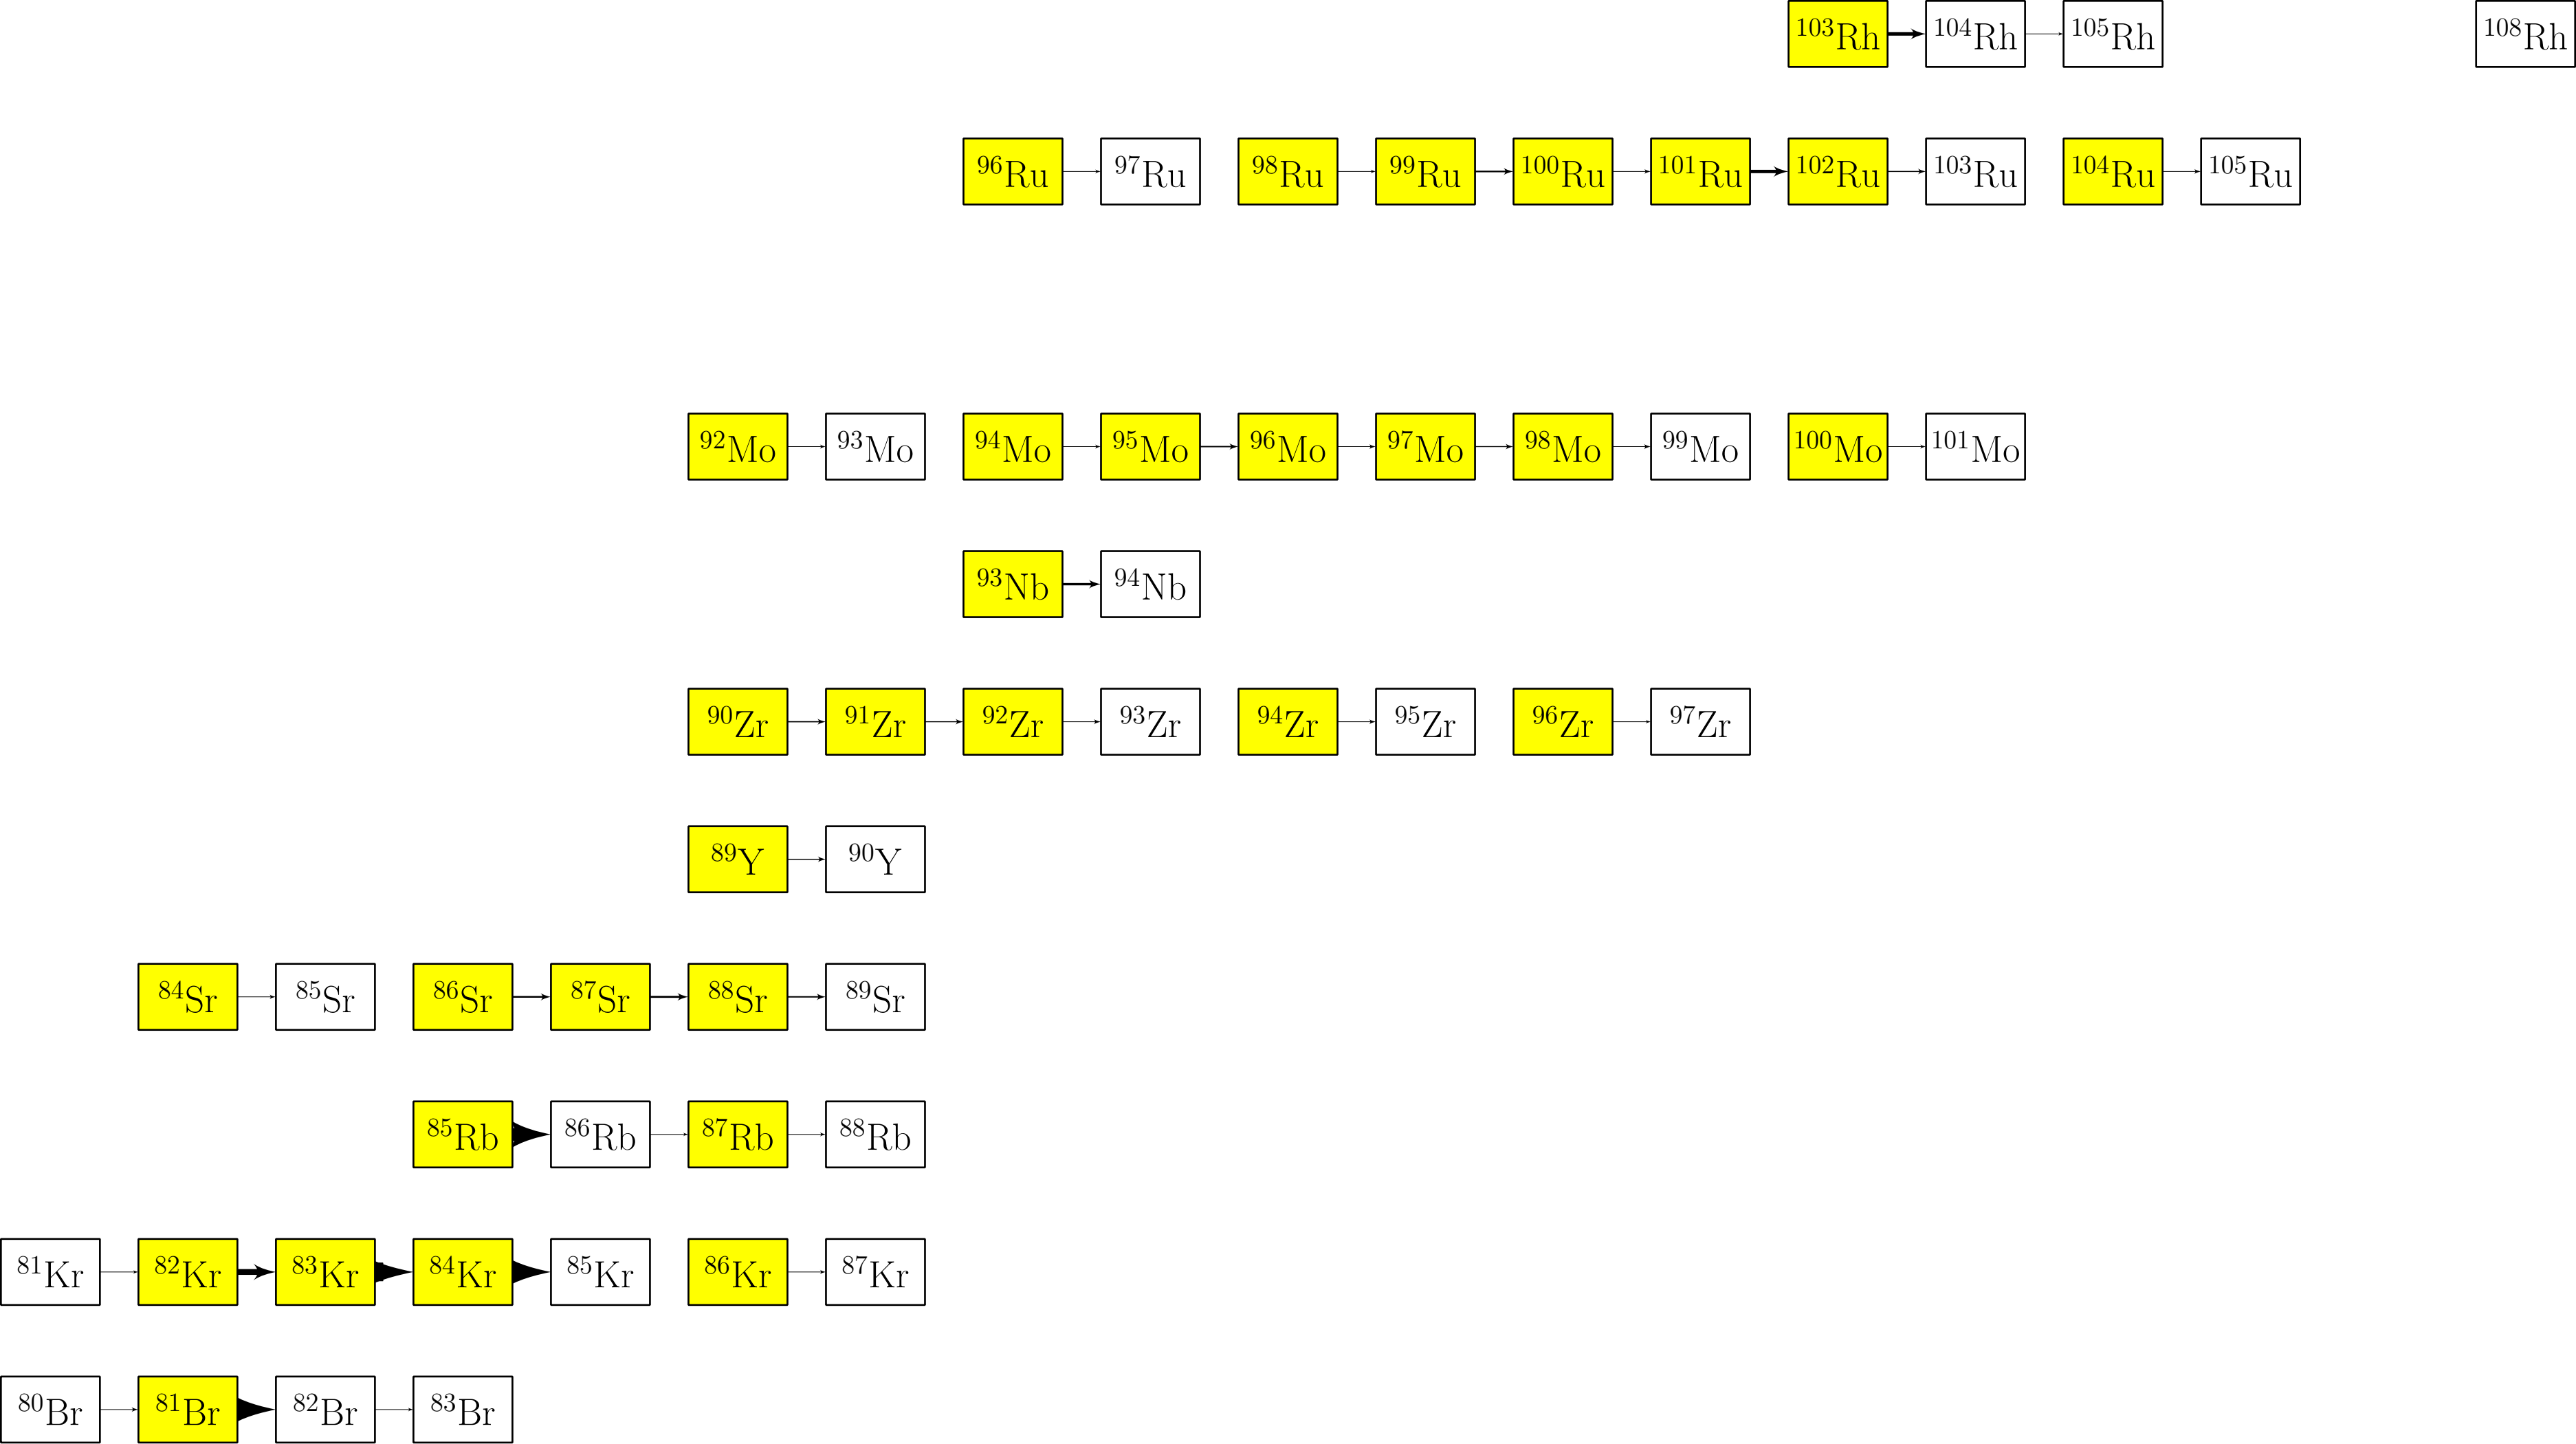 ¹⁰³Rh ¹⁰⁴Rh ¹⁰⁵Rh ¹⁰⁸Rh
⁹⁶Ru ⁹⁷Ru ⁹⁸Ru ⁹⁹Ru ¹⁰⁰Ru ¹⁰¹Ru ¹⁰²Ru ¹⁰³Ru ¹⁰⁴Ru ¹⁰⁵Ru
⁹²Mo ⁹³Mo ⁹⁴Mo ⁹⁵Mo ⁹⁶Mo ⁹⁷Mo ⁹⁸Mo ⁹⁹Mo ¹⁰⁰Mo ¹⁰¹Mo
⁹³Nb ⁹⁴Nb
⁹⁰Zr ⁹¹Zr ⁹²Zr ⁹³Zr ⁹⁴Zr ⁹⁵Zr ⁹⁶Zr ⁹⁷Zr
⁸⁹Y ⁹⁰Y
⁸⁴Sr ⁸⁵Sr ⁸⁶Sr ⁸⁷Sr ⁸⁸Sr ⁸⁹Sr
⁸⁵Rb ⁸⁶Rb ⁸⁷Rb ⁸⁸Rb
⁸¹Kr ⁸²Kr ⁸³Kr ⁸⁴Kr ⁸⁵Kr ⁸⁶Kr ⁸⁷Kr
⁸⁰Br ⁸¹Br ⁸²Br ⁸³Br